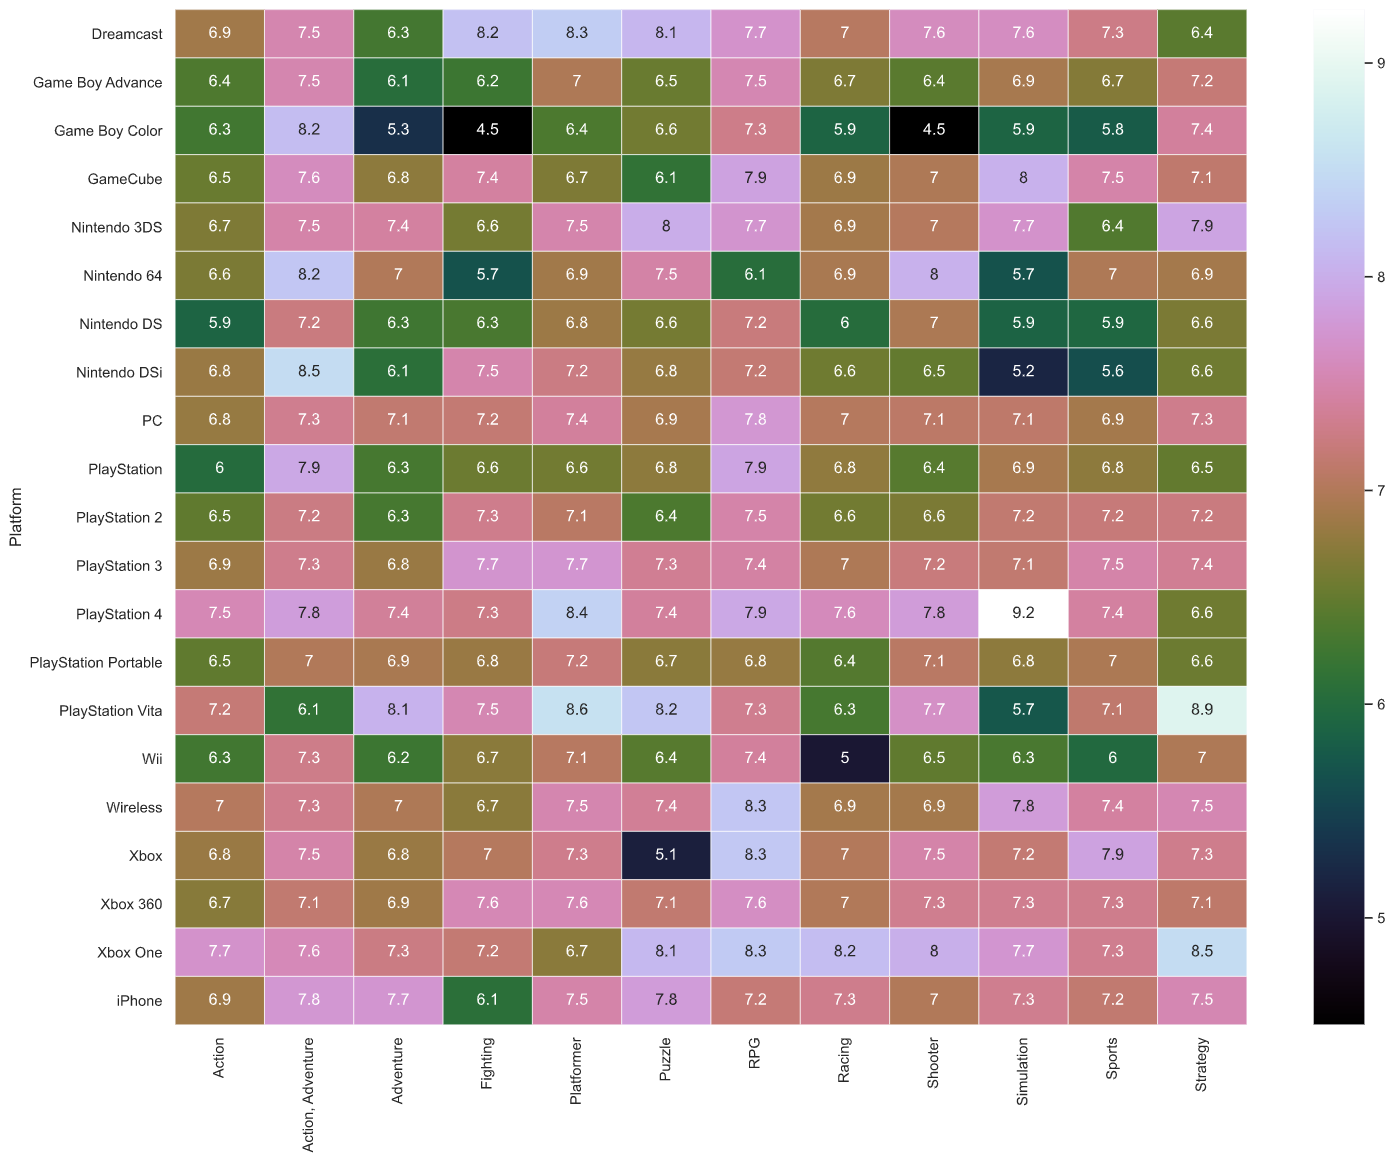 Dreamcast 6.9 7.5 6.3 8.2 8.3 8.1 7.7 7 7.6 7.6 7.3 6.4
Game Boy Advance 6.4 7.5 6.1 6.2 7 6.5 7.5 6.7 6.4 6.9 6.7 7.2
Game Boy Color 6.3 8.2 5.3 4.5 6.4 6.6 7.3 5.9 4.5 5.9 5.8 7.4
GameCube 6.5 7.6 6.8 7.4 6.7 6.1 7.9 6.9 7 8 7.5 7.1
Nintendo 3DS 6.7 7.5 7.4 6.6 7.5 8 7.7 6.9 7 7.7 6.4 7.9
Nintendo 64 6.6 8.2 7 5.7 6.9 7.5 6.1 6.9 8 5.7 7 6.9
Nintendo DS 5.9 7.2 6.3 6.3 6.8 6.6 7.2 6 7 5.9 5.9 6.6
Nintendo DSi 6.8 8.5 6.1 7.5 7.2 6.8 7.2 6.6 6.5 5.2 5.6 6.6
PC 6.8 7.3 7.1 7.2 7.4 6.9 7.8 7 7.1 7.1 6.9 7.3
PlayStation 6 7.9 6.3 6.6 6.6 6.8 7.9 6.8 6.4 6.9 6.8 6.5
PlayStation 2 6.5 7.2 6.3 7.3 7.1 6.4 7.5 6.6 6.6 7.2 7.2 7.2
PlayStation 3 6.9 7.3 6.8 7.7 7.7 7.3 7.4 7 7.2 7.1 7.5 7.4
PlayStation 4 7.5 7.8 7.4 7.3 8.4 7.4 7.9 7.6 7.8 9.2 7.4 6.6
PlayStation Portable 6.5 7 6.9 6.8 7.2 6.7 6.8 6.4 7.1 6.8 7 6.6
PlayStation Vita 7.2 6.1 8.1 7.5 8.6 8.2 7.3 6.3 7.7 5.7 7.1 8.9
Wii 6.3 7.3 6.2 6.7 7.1 6.4 7.4 5 6.5 6.3 6 7
Wireless 7 7.3 7 6.7 7.5 7.4 8.3 6.9 6.9 7.8 7.4 7.5
Xbox 6.8 7.5 6.8 7 7.3 5.1 8.3 7 7.5 7.2 7.9 7.3
Xbox 360 6.7 7.1 6.9 7.6 7.6 7.1 7.6 7 7.3 7.3 7.3 7.1
Xbox One 7.7 7.6 7.3 7.2 6.7 8.1 8.3 8.2 8 7.7 7.3 8.5
iPhone 6.9 7.8 7.7 6.1 7.5 7.8 7.2 7.3 7 7.3 7.2 7.5
Platform
Action
Action, Adventure
Adventure
Fighting
Platformer
Puzzle
RPG
Racing
Shooter
Simulation
Sports
Strategy
9
8
7
6
5